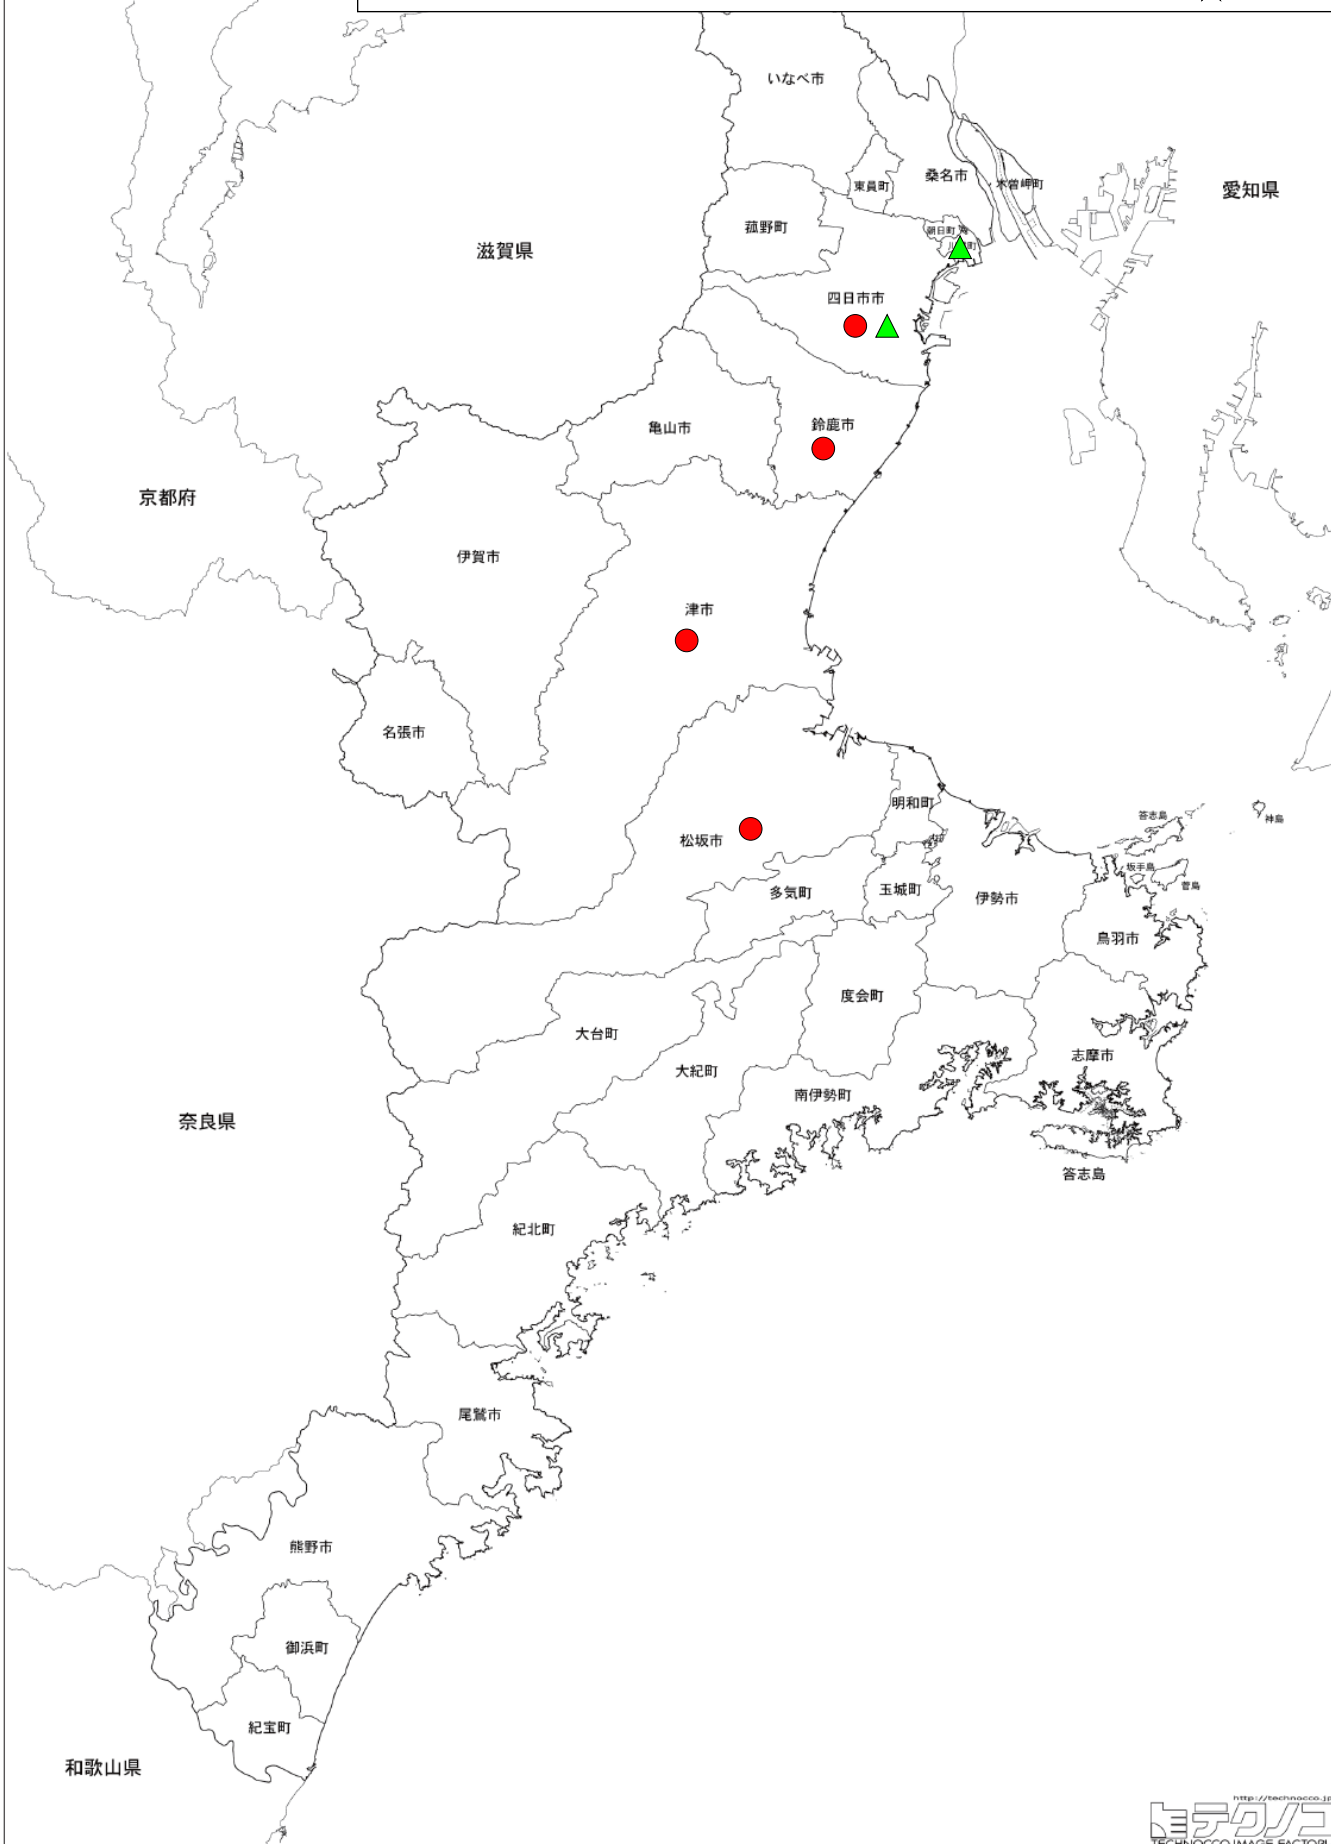 いなべ市
桑名市
東員町
木曽岬町
愛知県
菰野町
朝日町
滋賀県
四日市市
鈴鹿市
亀山市
京都府
伊賀市
津市
名張市
明和町
答志島
神島
松坂市
坂手島
菅島
多気町
玉城町
伊勢市
鳥羽市
度会町
大台町
志摩市
大紀町
南伊勢町
奈良県
答志島
紀北町
尾鷲市
熊野市
御浜町
紀宝町
和歌山県
http://technocco.jp
テクノコ